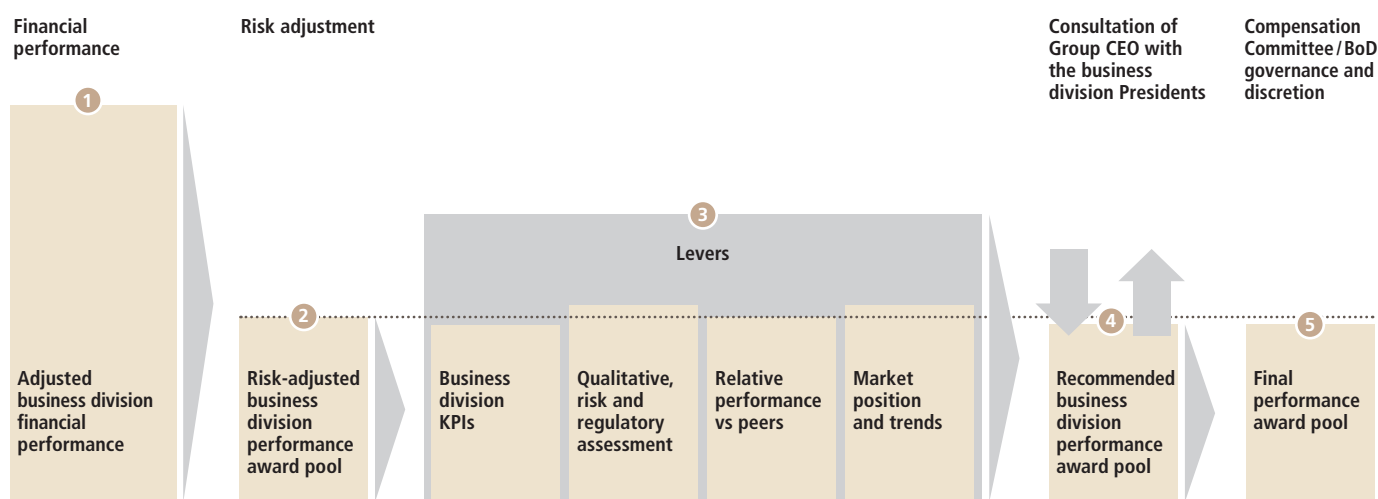 Financial
performance
Risk adjustment
Consultation of
Group CEO with
the business
division Presidents
Compensation
Committee/BoD
governance and
discretion
1
3
Levers
2
4
5
Adjusted
business division
financial
performance
Risk-adjusted
business
division
performance
award pool
Business
division
KPIs
Qualitative,
risk and
regulatory
assessment
Relative
performance
vs peers
Market
position
and trends
Recommended
business
division
performance
award pool
Final
performance
award pool